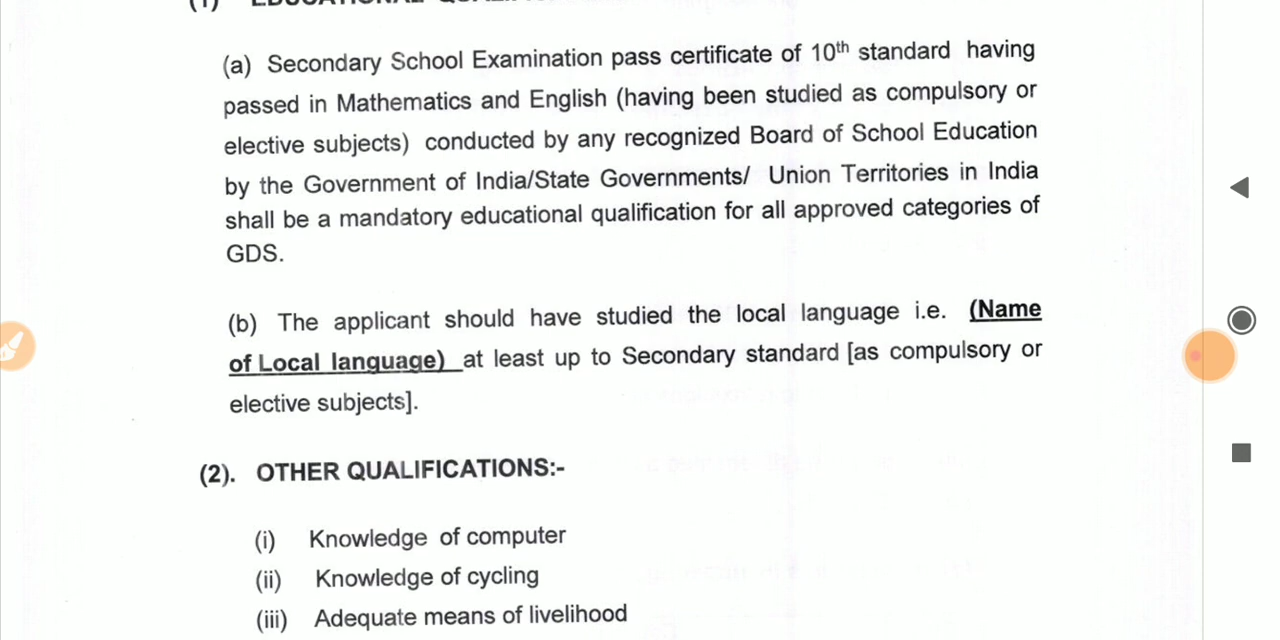 (1) EDUCATIONAL
(a) Secondary School Examination pass certificate of 10th standard having
passed in Mathematics and English (having been studied as compulsory or
elective subjects) conducted by any recognized Board of School Education
by the Government of India/State Governments/ Union Territories in India
shall be a mandatory educational qualification for all approved categories of
GDS.
(b) The applicant should have studied the local language i.e. (Name
of Local language) at least up to Secondary standard [as compulsory or
elective subjects].
(2). OTHER QUALIFICATIONS:-
(i) Knowledge of computer
(ii) Knowledge of cycling
(iii) Adequate means of livelihood